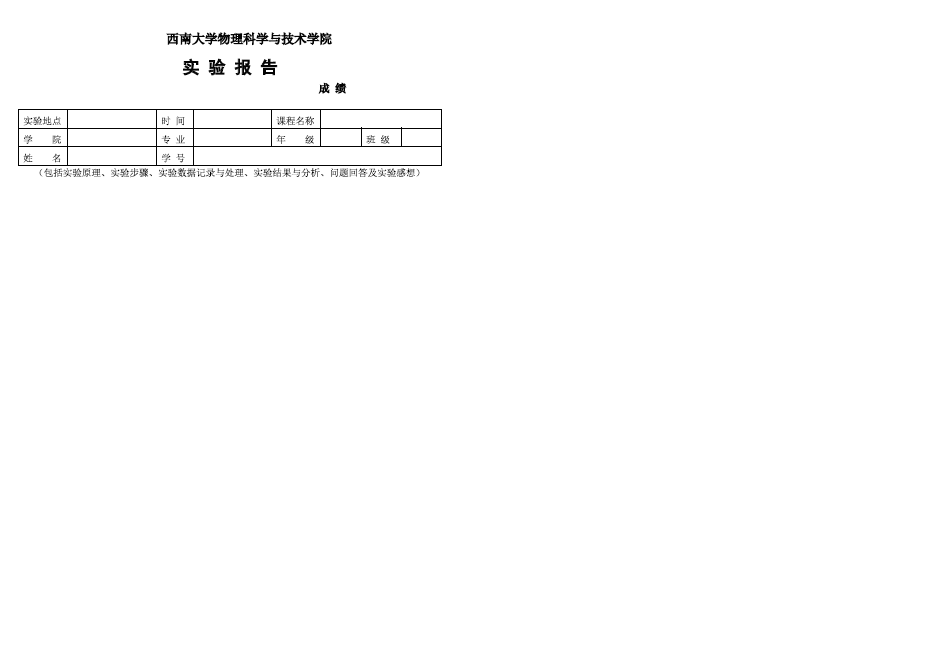 西南大学物理科学与技术学院
实 验 报 告
成 绩
实验地点 时 间 课程名称
学 院 专 业 年 级 班 级
姓 名 学 号
（包括实验原理、实验步骤、实验数据记录与处理、实验结果与分析、问题回答及实验感想）